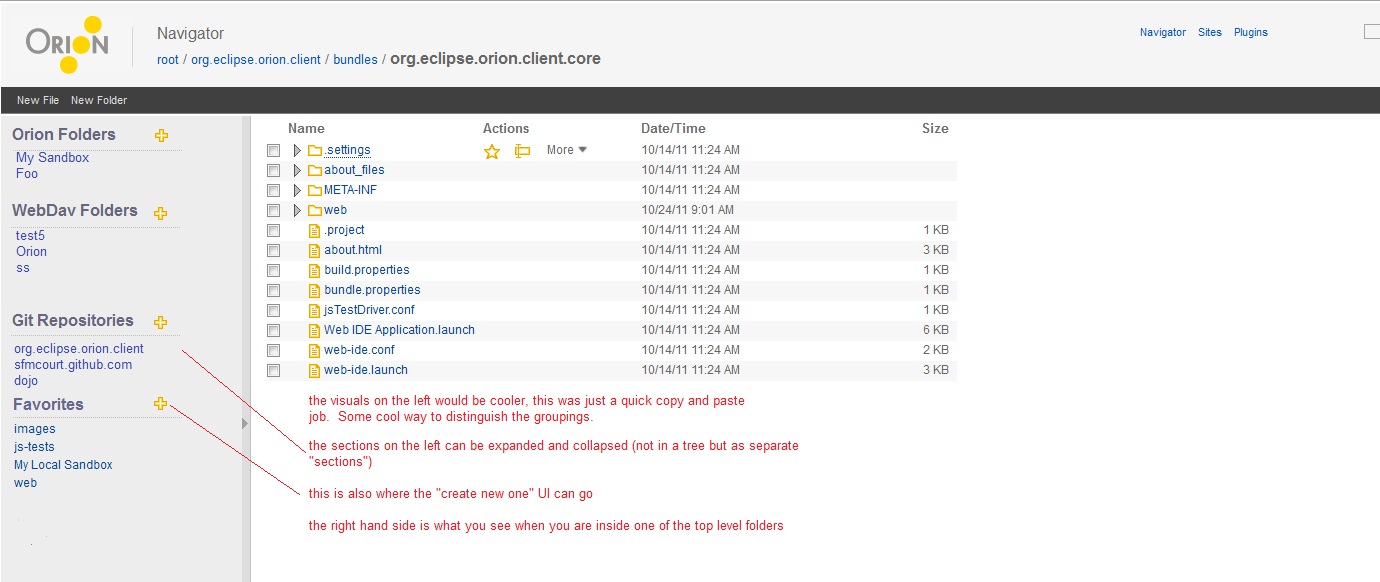 ORION
Navigator
Navigator Sites Plugins
root / org.eclipse.orion.client / bundles / org.eclipse.orion.client.core
New File New Folder
Orion Folders
My Sandbox
Foo
WebDav Folders
test5
Orion
ss
Git Repositories
org.eclipse.orion.client
sfmcourt.github.com
dojo
Favorites
images
js-tests
My Local Sandbox
web
Name Actions Date/Time Size
.settings More 10/14/11 11:24 AM
about_files 10/14/11 11:24 AM
META-INF 10/14/11 11:24 AM
web 10/24/11 9:01 AM
.project 10/14/11 11:24 AM 1 KB
about.html 10/14/11 11:24 AM 3 KB
build.properties 10/14/11 11:24 AM 1 KB
bundle.properties 10/14/11 11:24 AM 1 KB
jsTestDriver.conf 10/14/11 11:24 AM 1 KB
Web IDE Application.launch 10/14/11 11:24 AM 6 KB
web-ide.conf 10/14/11 11:24 AM 2 KB
web-ide.launch 10/14/11 11:24 AM 3 KB
the visuals on the left would be cooler, this was just a quick copy and paste
job. Some cool way to distinguish the groupings.
the sections on the left can be expanded and collapsed (not in a tree but as separate
"sections")
this is also where the "create new one" UI can go
the right hand side is what you see when you are inside one of the top level folders